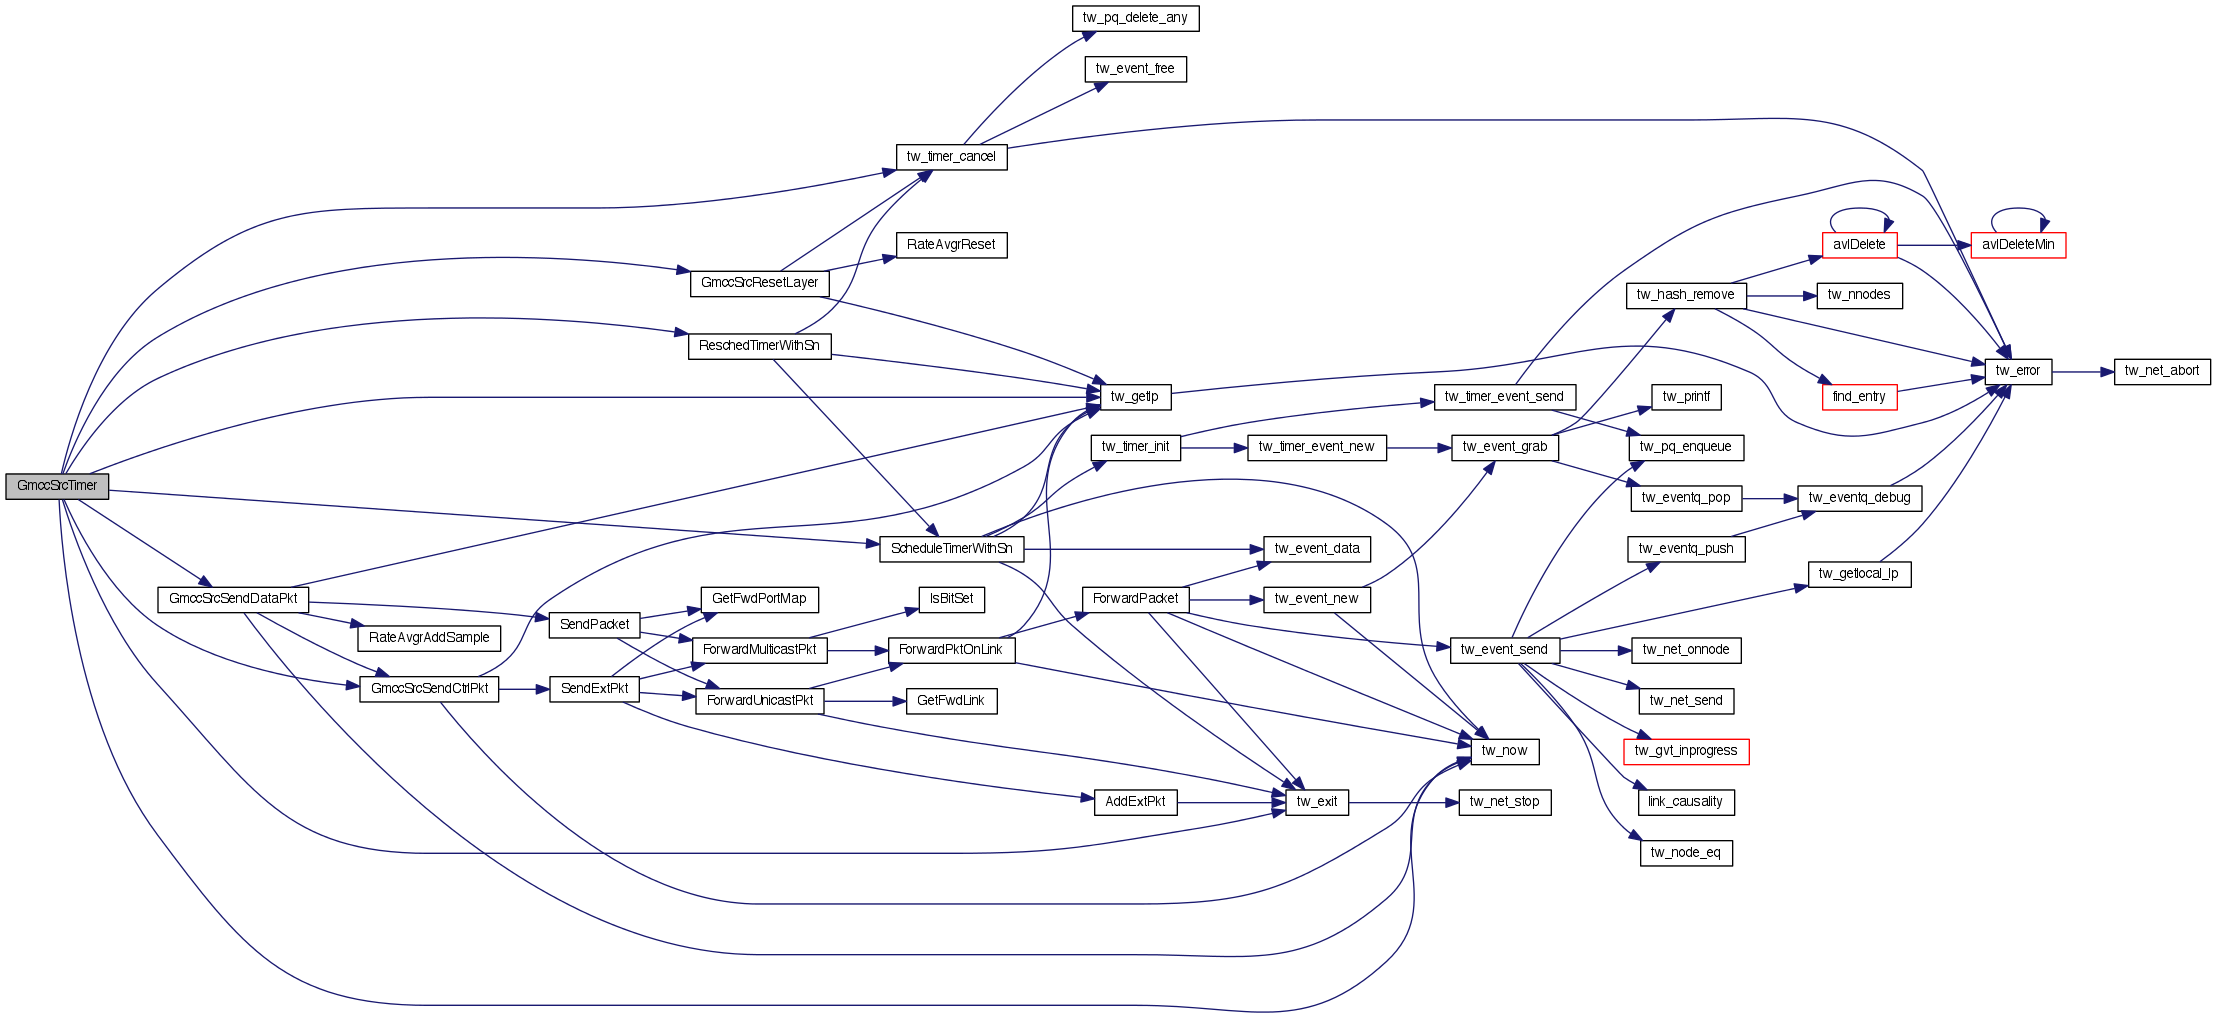 tw_pq_delete_any
tw_event_free
tw_timer_cancel
RateAvgrReset
avlDelete
avlDeleteMin
GmccSrcResetLayer
tw_hash_remove
tw_nnodes
ReschedTimerWithSn
tw_error
tw_net_abort
tw_getlp
tw_timer_event_send
tw_printf
find_entry
tw_timer_init
tw_timer_event_new
tw_event_grab
tw_pq_enqueue
GmccSrcTimer
tw_eventq_pop
tw_eventq_debug
ScheduleTimerWithSn
tw_event_data
tw_eventq_push
tw_getlocal_lp
GmccSrcSendDataPkt
GetFwdPortMap
IsBitSet
ForwardPacket
tw_event_new
SendPacket
RateAvgrAddSample
ForwardMulticastPkt
ForwardPktOnLink
tw_event_send
tw_net_onnode
GmccSrcSendCtrlPkt
SendExtPkt
ForwardUnicastPkt
GetFwdLink
tw_net_send
tw_now
tw_gvt_inprogress
AddExtPkt
tw_exit
tw_net_stop
link_causality
tw_node_eq